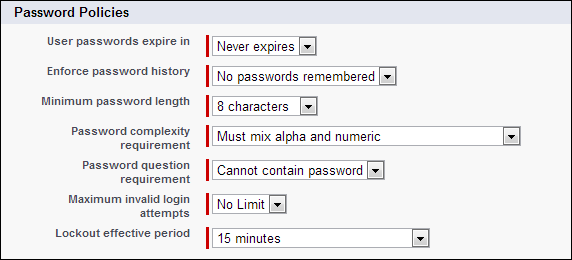 Password Policies
User passwords expire in Never expires
Enforce password history No passwords remembered
Minimum password length 8 characters
Password complexity requirement Must mix alpha and numeric
Password question requirement Cannot contain password
Maximum invalid login attempts No Limit
Lockout effective period 15 minutes